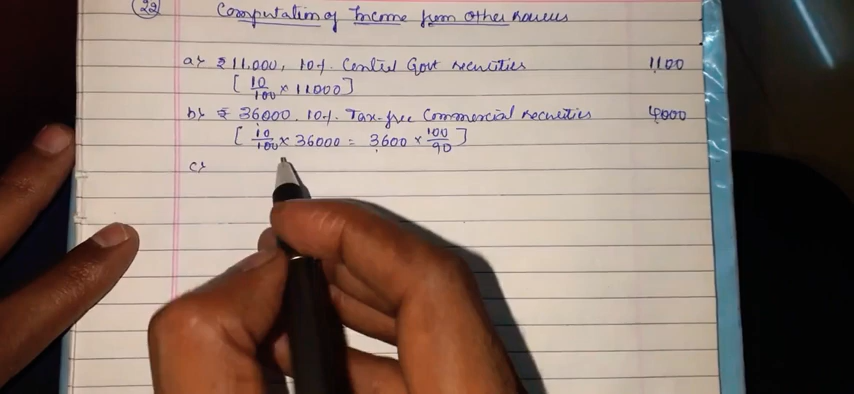 22 Computation of Income from Other sources
a) ₹ 11,000, 10%. Central Govt securities 1100
[ 10/100 × 11000 ]
b) ₹ 36000. 10%. Tax-free Commercial securities 4000
[ 10/100 × 36000 = 3600 × 100/90 ]
c)